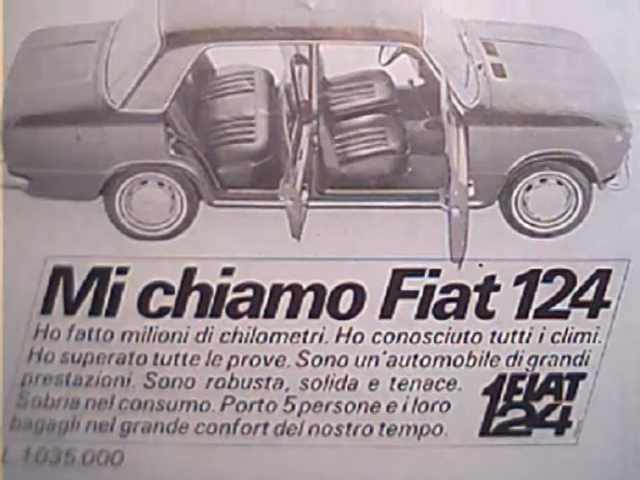 Mi chiamo Fiat 124
Ho fatto milioni di chilometri. Ho conosciuto tutti i climi.
Ho superato tutte le prove. Sono un'automobile di grandi
prestazioni. Sono robusta, solida e tenace.
Sobria nel consumo. Porto 5 persone e i loro
bagagli nel grande confort del nostro tempo.
FIAT
124
L. 1035.000